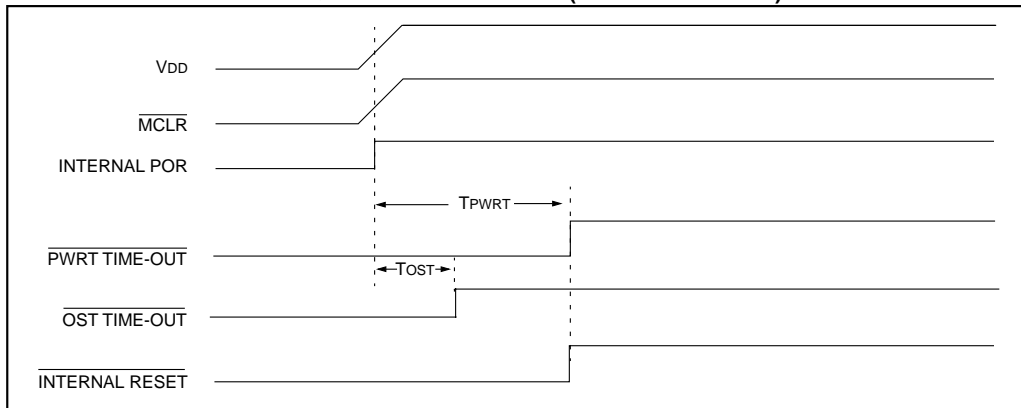 VDD
MCLR
INTERNAL POR
TPWRT
PWRT TIME-OUT
TOST
OST TIME-OUT
INTERNAL RESET